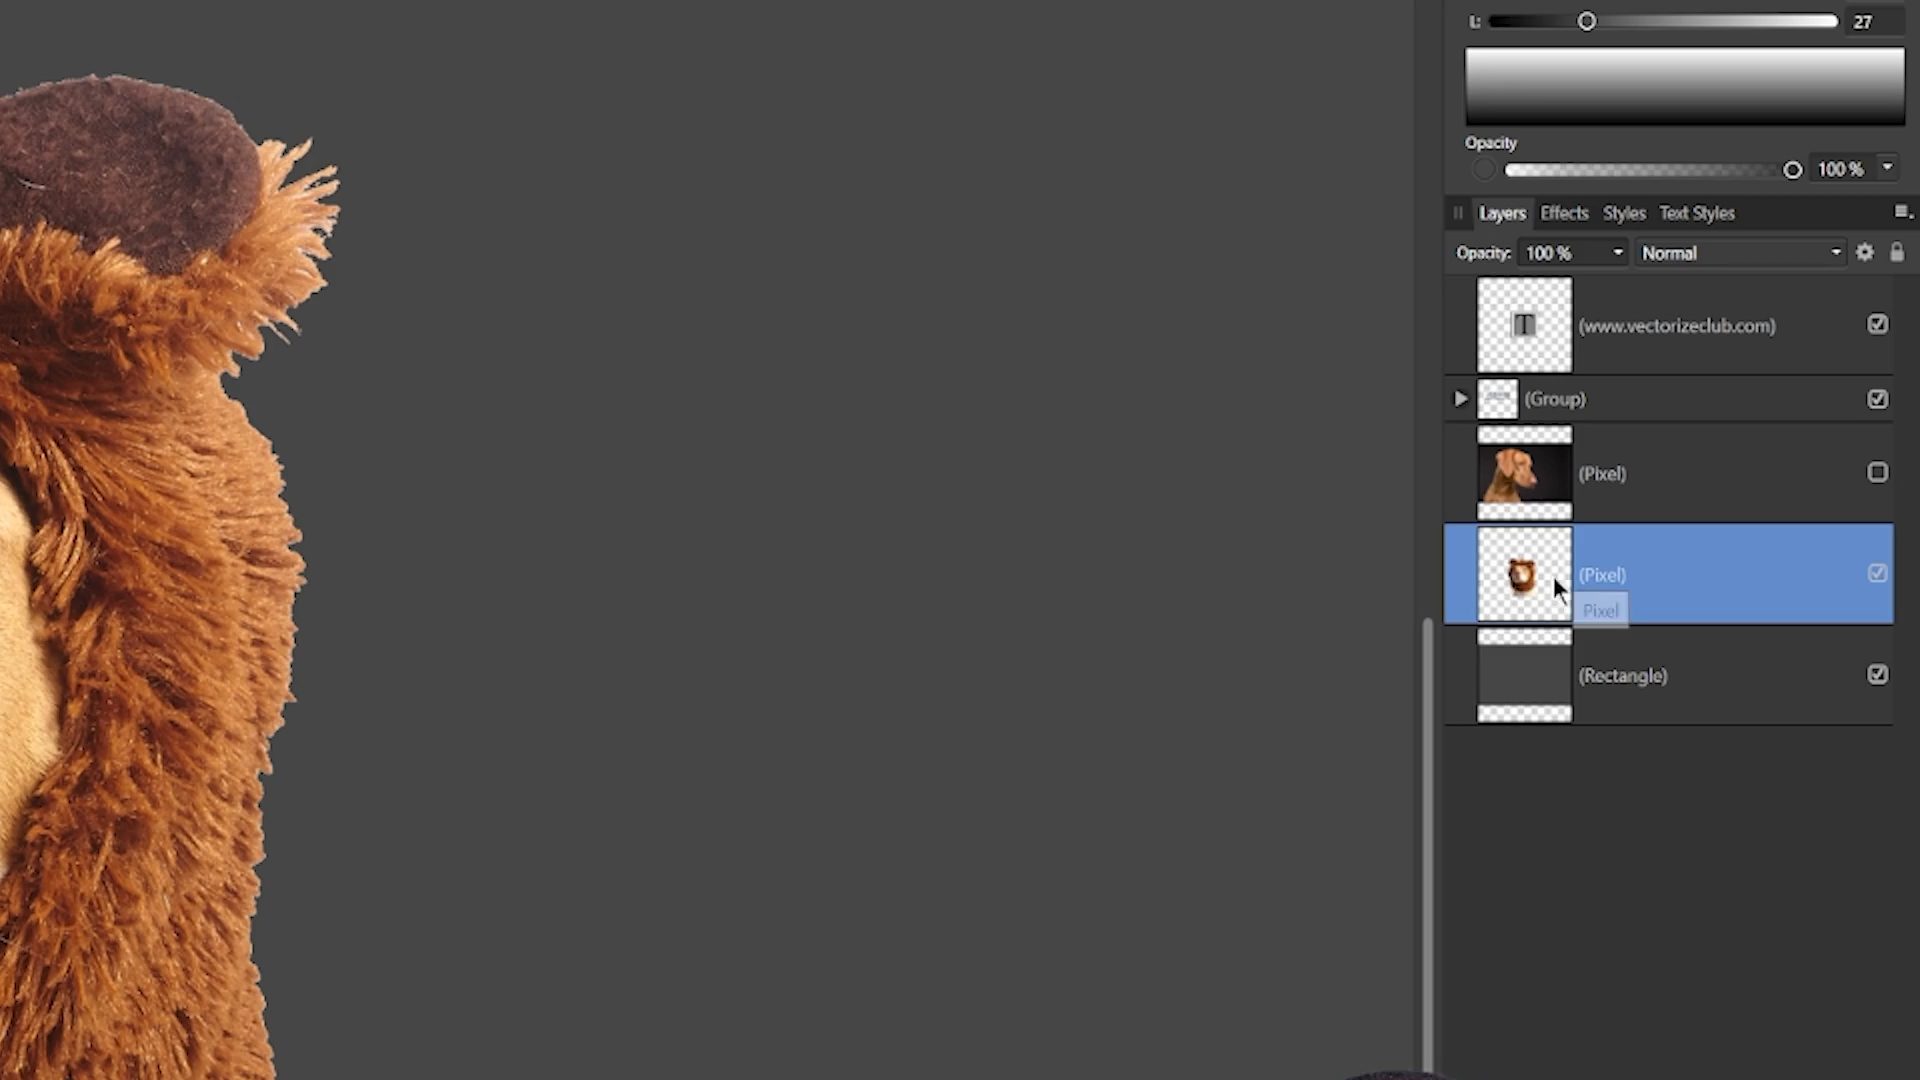 L: 27
Opacity
100 %
Layers Effects Styles Text Styles
Opacity: 100 % Normal
T (www.vectorizeclub.com)
(Group)
(Pixel)
(Pixel)
Pixel
(Rectangle)